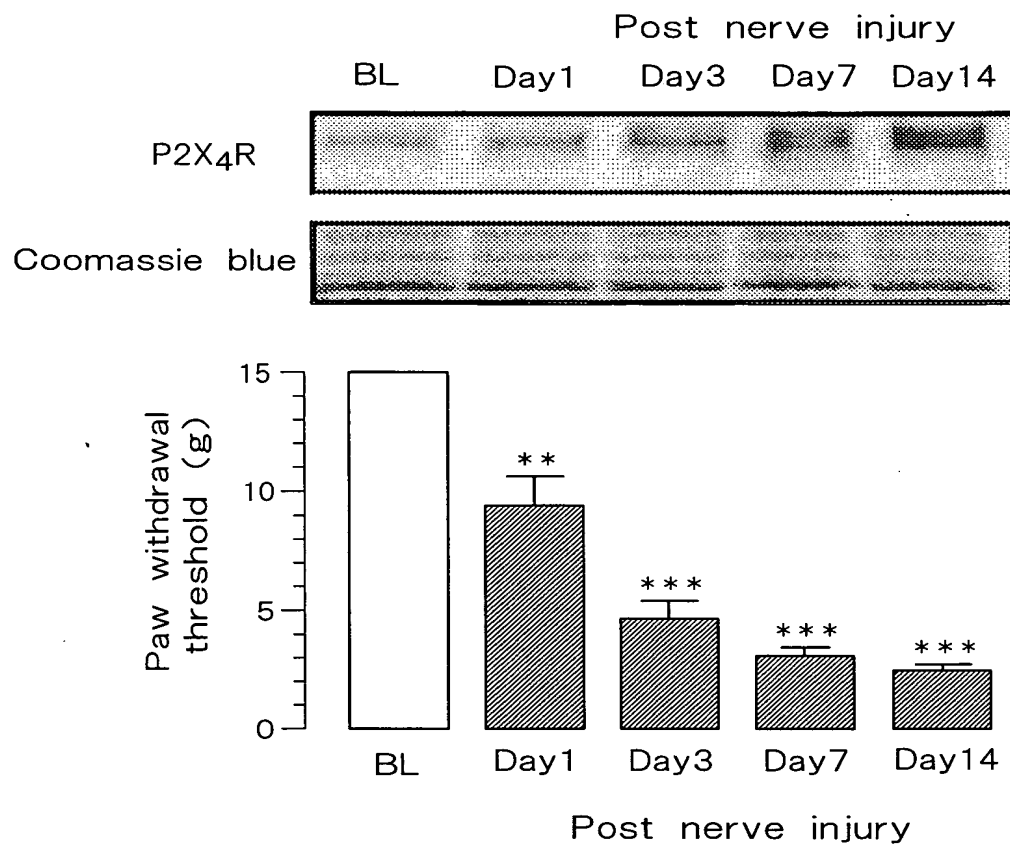 Post nerve injury
BL Day1 Day3 Day7 Day14
P2X₄R
Coomassie blue
Paw withdrawal
threshold (g)
15
10
5
0
**
***
***
***
BL Day1 Day3 Day7 Day14
Post nerve injury